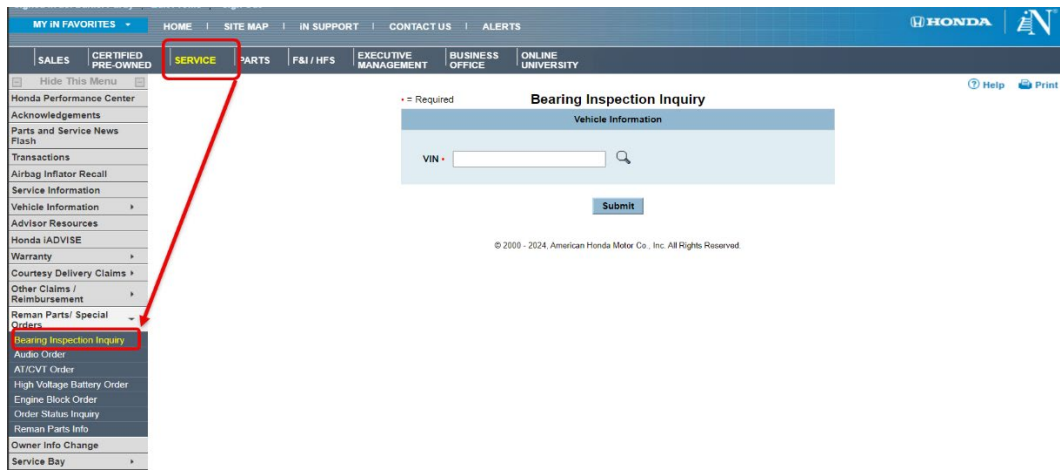 MY iN FAVORITES
HOME | SITE MAP | iN SUPPORT | CONTACT US | ALERTS
HONDA
iN
SALES
CERTIFIED
PRE-OWNED
SERVICE
PARTS
F&I / HFS
EXECUTIVE
MANAGEMENT
BUSINESS
OFFICE
ONLINE
UNIVERSITY
Hide This Menu
Help
Print
Honda Performance Center
Acknowledgements
Parts and Service News
Flash
Transactions
Airbag Inflator Recall
Service Information
Vehicle Information
Advisor Resources
Honda iADVISE
Warranty
Courtesy Delivery Claims
Other Claims /
Reimbursement
Reman Parts/ Special
Orders
Bearing Inspection Inquiry
Audio Order
AT/CVT Order
High Voltage Battery Order
Engine Block Order
Order Status Inquiry
Reman Parts Info
Owner Info Change
Service Bay
• = Required
Bearing Inspection Inquiry
Vehicle Information
VIN •
Submit
© 2000 - 2024, American Honda Motor Co., Inc. All Rights Reserved.